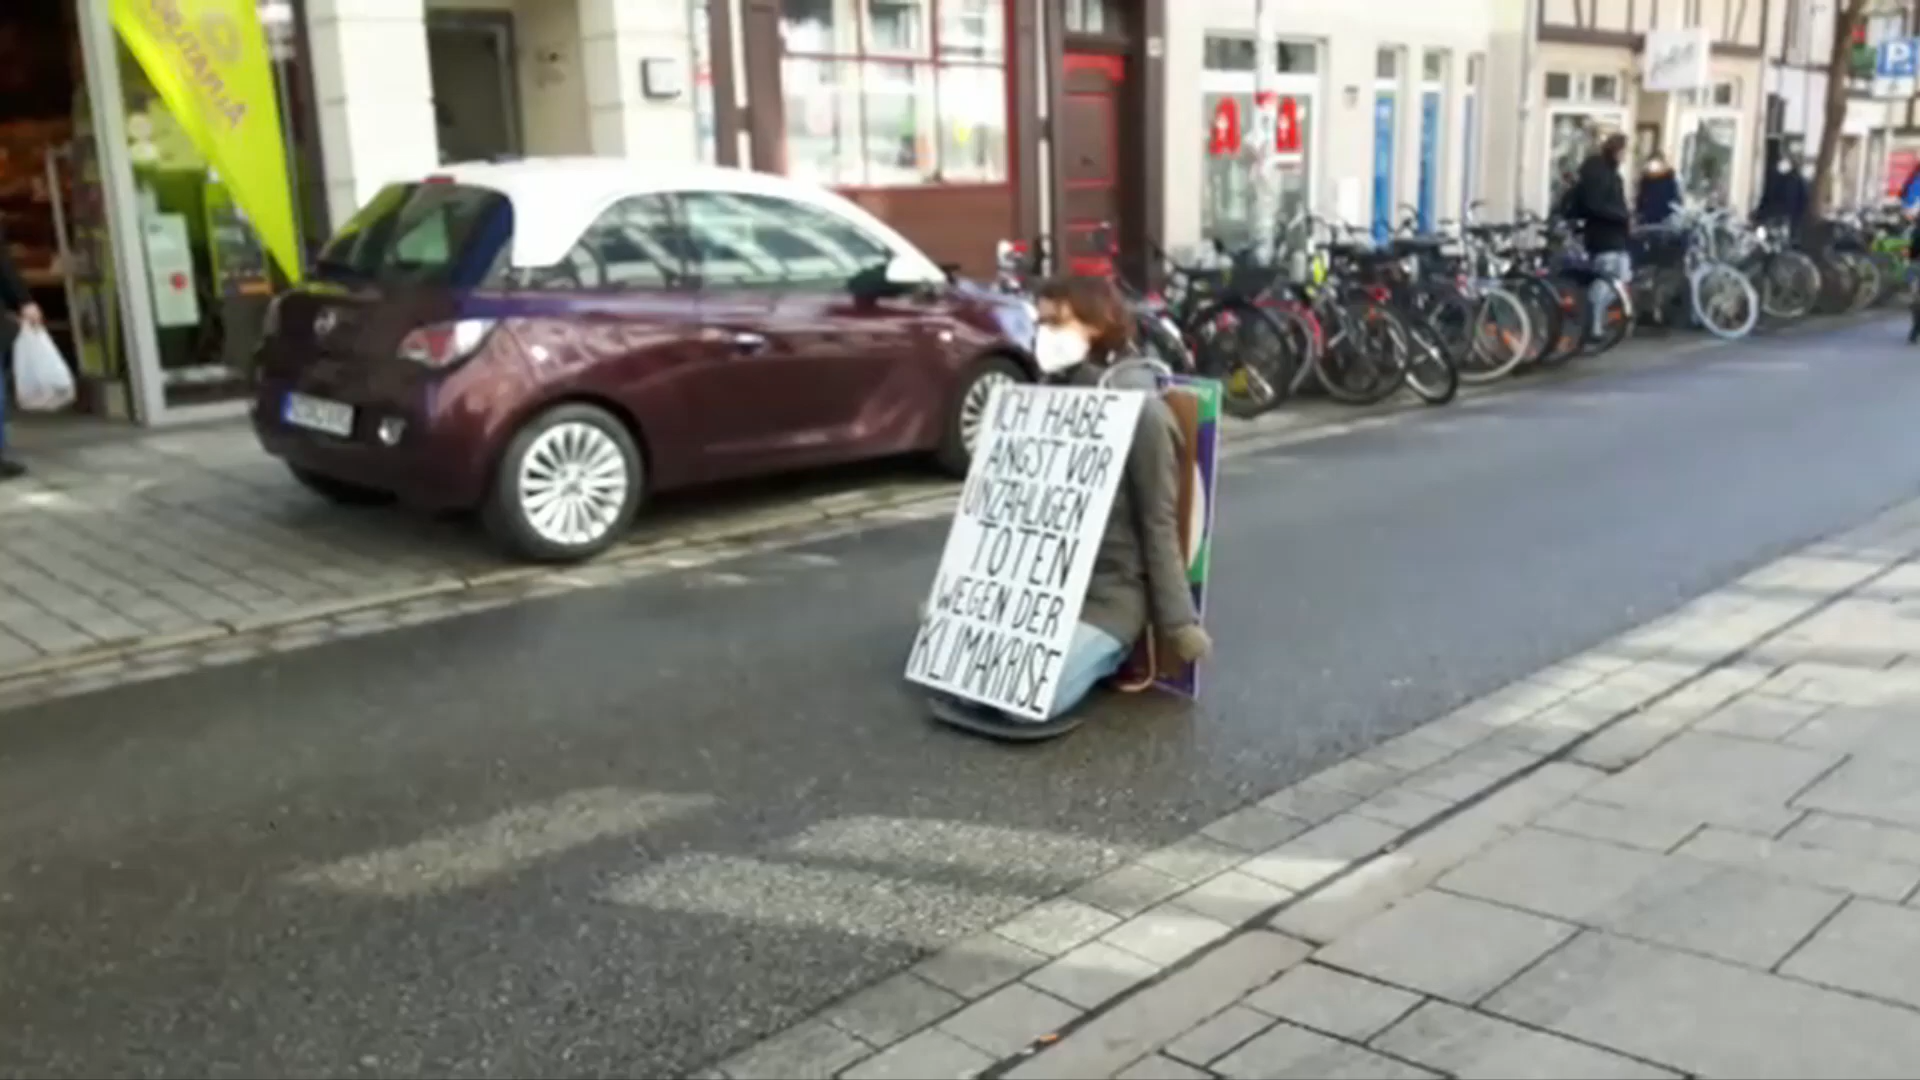 ICH HABE
ANGST VOR
UNZÄHLIGEN
TOTEN
WEGEN DER
KLIMAKRISE
P